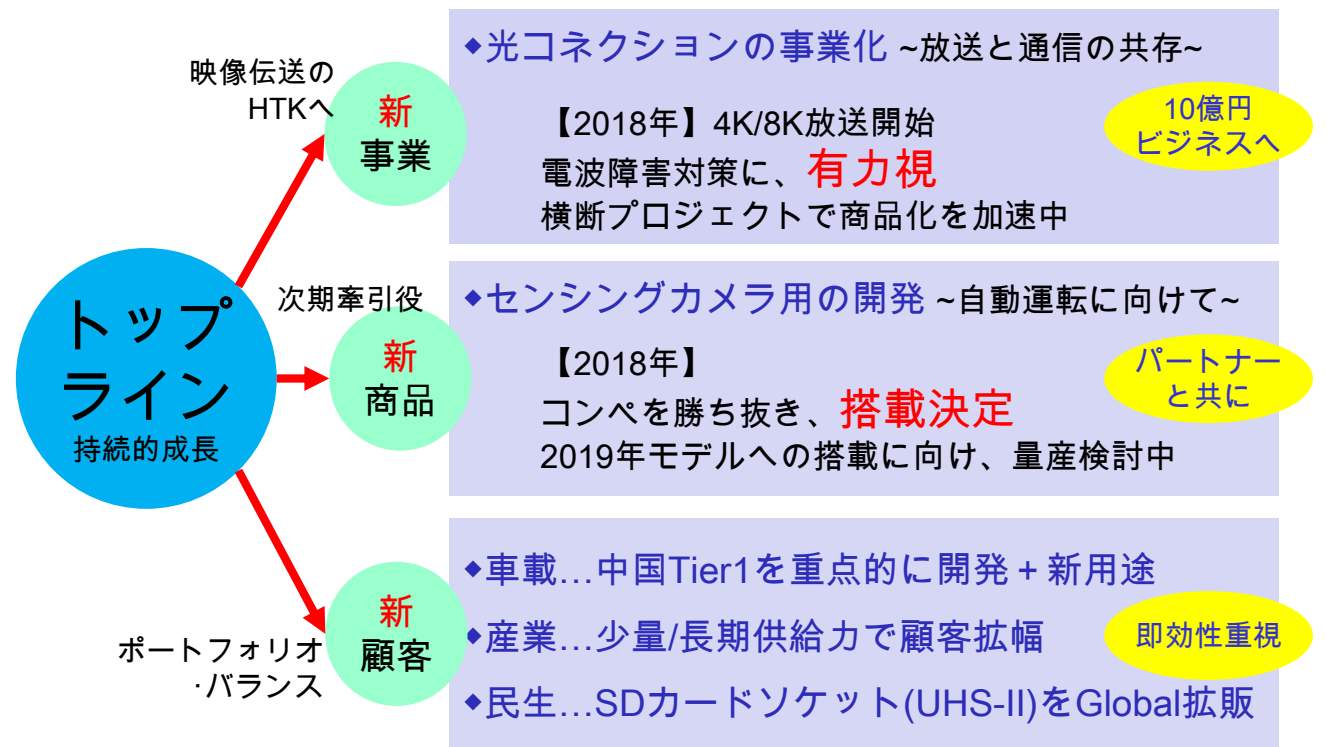 トップ
ライン
持続的成長
映像伝送の
HTKへ
新
事業
◆光コネクションの事業化 ~放送と通信の共存~
【2018年】4K/8K放送開始
電波障害対策に、有力視
横断プロジェクトで商品化を加速中
10億円
ビジネスへ
次期牽引役
新
商品
◆センシングカメラ用の開発 ~自動運転に向けて~
【2018年】
コンペを勝ち抜き、搭載決定
2019年モデルへの搭載に向け、量産検討中
パートナー
と共に
ポートフォリオ
･バランス
新
顧客
◆車載…中国Tier1を重点的に開発+新用途
◆産業…少量/長期供給力で顧客拡幅
◆民生…SDカードソケット(UHS-II)をGlobal拡販
即効性重視